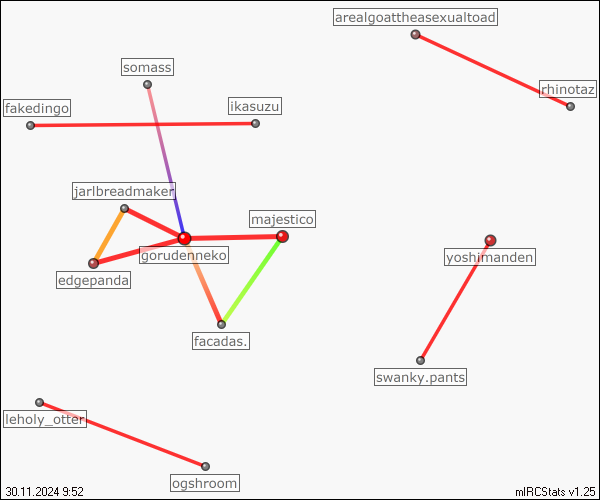 arealgoattheasexualtoad
somass
rhinotaz
fakedingo
ikasuzu
jarlbreadmaker
majestico
gorudenneko
yoshimanden
edgepanda
facadas.
swanky.pants
leholy_otter
ogshroom
30.11.2024 9:52
mIRCStats v1.25